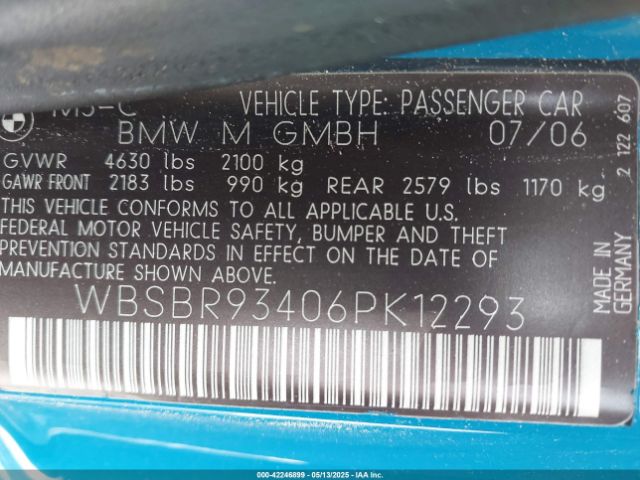 M3-C VEHICLE TYPE: PASSENGER CAR
BMW M GMBH 07/06
GVWR 4630 lbs 2100 kg
GAWR FRONT 2183 lbs 990 kg REAR 2579 lbs 1170 kg
THIS VEHICLE CONFORMS TO ALL APPLICABLE U.S.
FEDERAL MOTOR VEHICLE SAFETY, BUMPER AND THEFT
PREVENTION STANDARDS IN EFFECT ON THE DATE OF
MANUFACTURE SHOWN ABOVE.
WBSBR93406PK12293
2 122 607
MADE IN
GERMANY
000-42246899 - 05/13/2025 - IAAI.COM